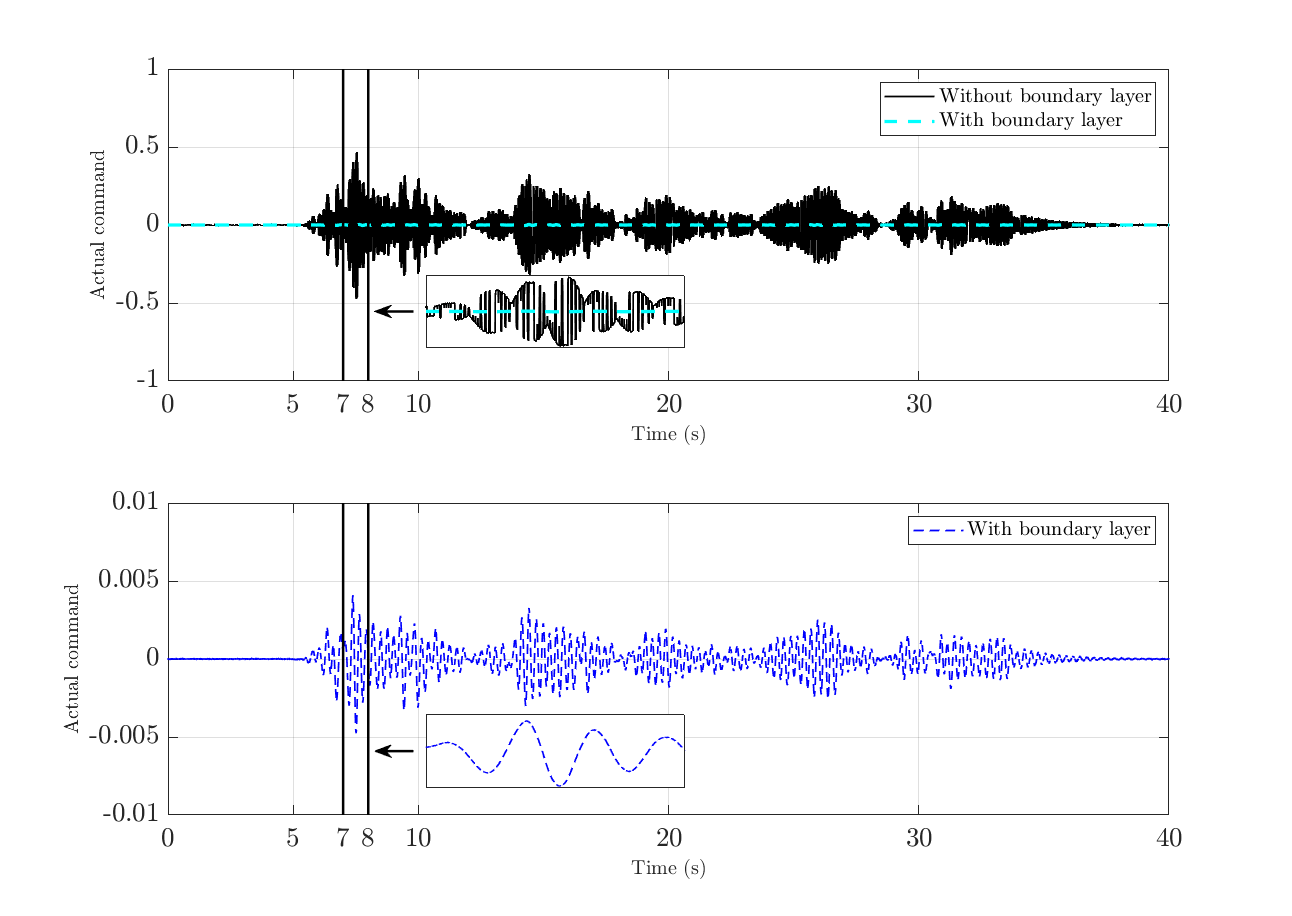 1
Without boundary layer
With boundary layer
0.5
Actual command
0
-0.5
-1
0 5 7 8 10 20 30 40
Time (s)
0.01
With boundary layer
0.005
Actual command
0
-0.005
-0.01
0 5 7 8 10 20 30 40
Time (s)